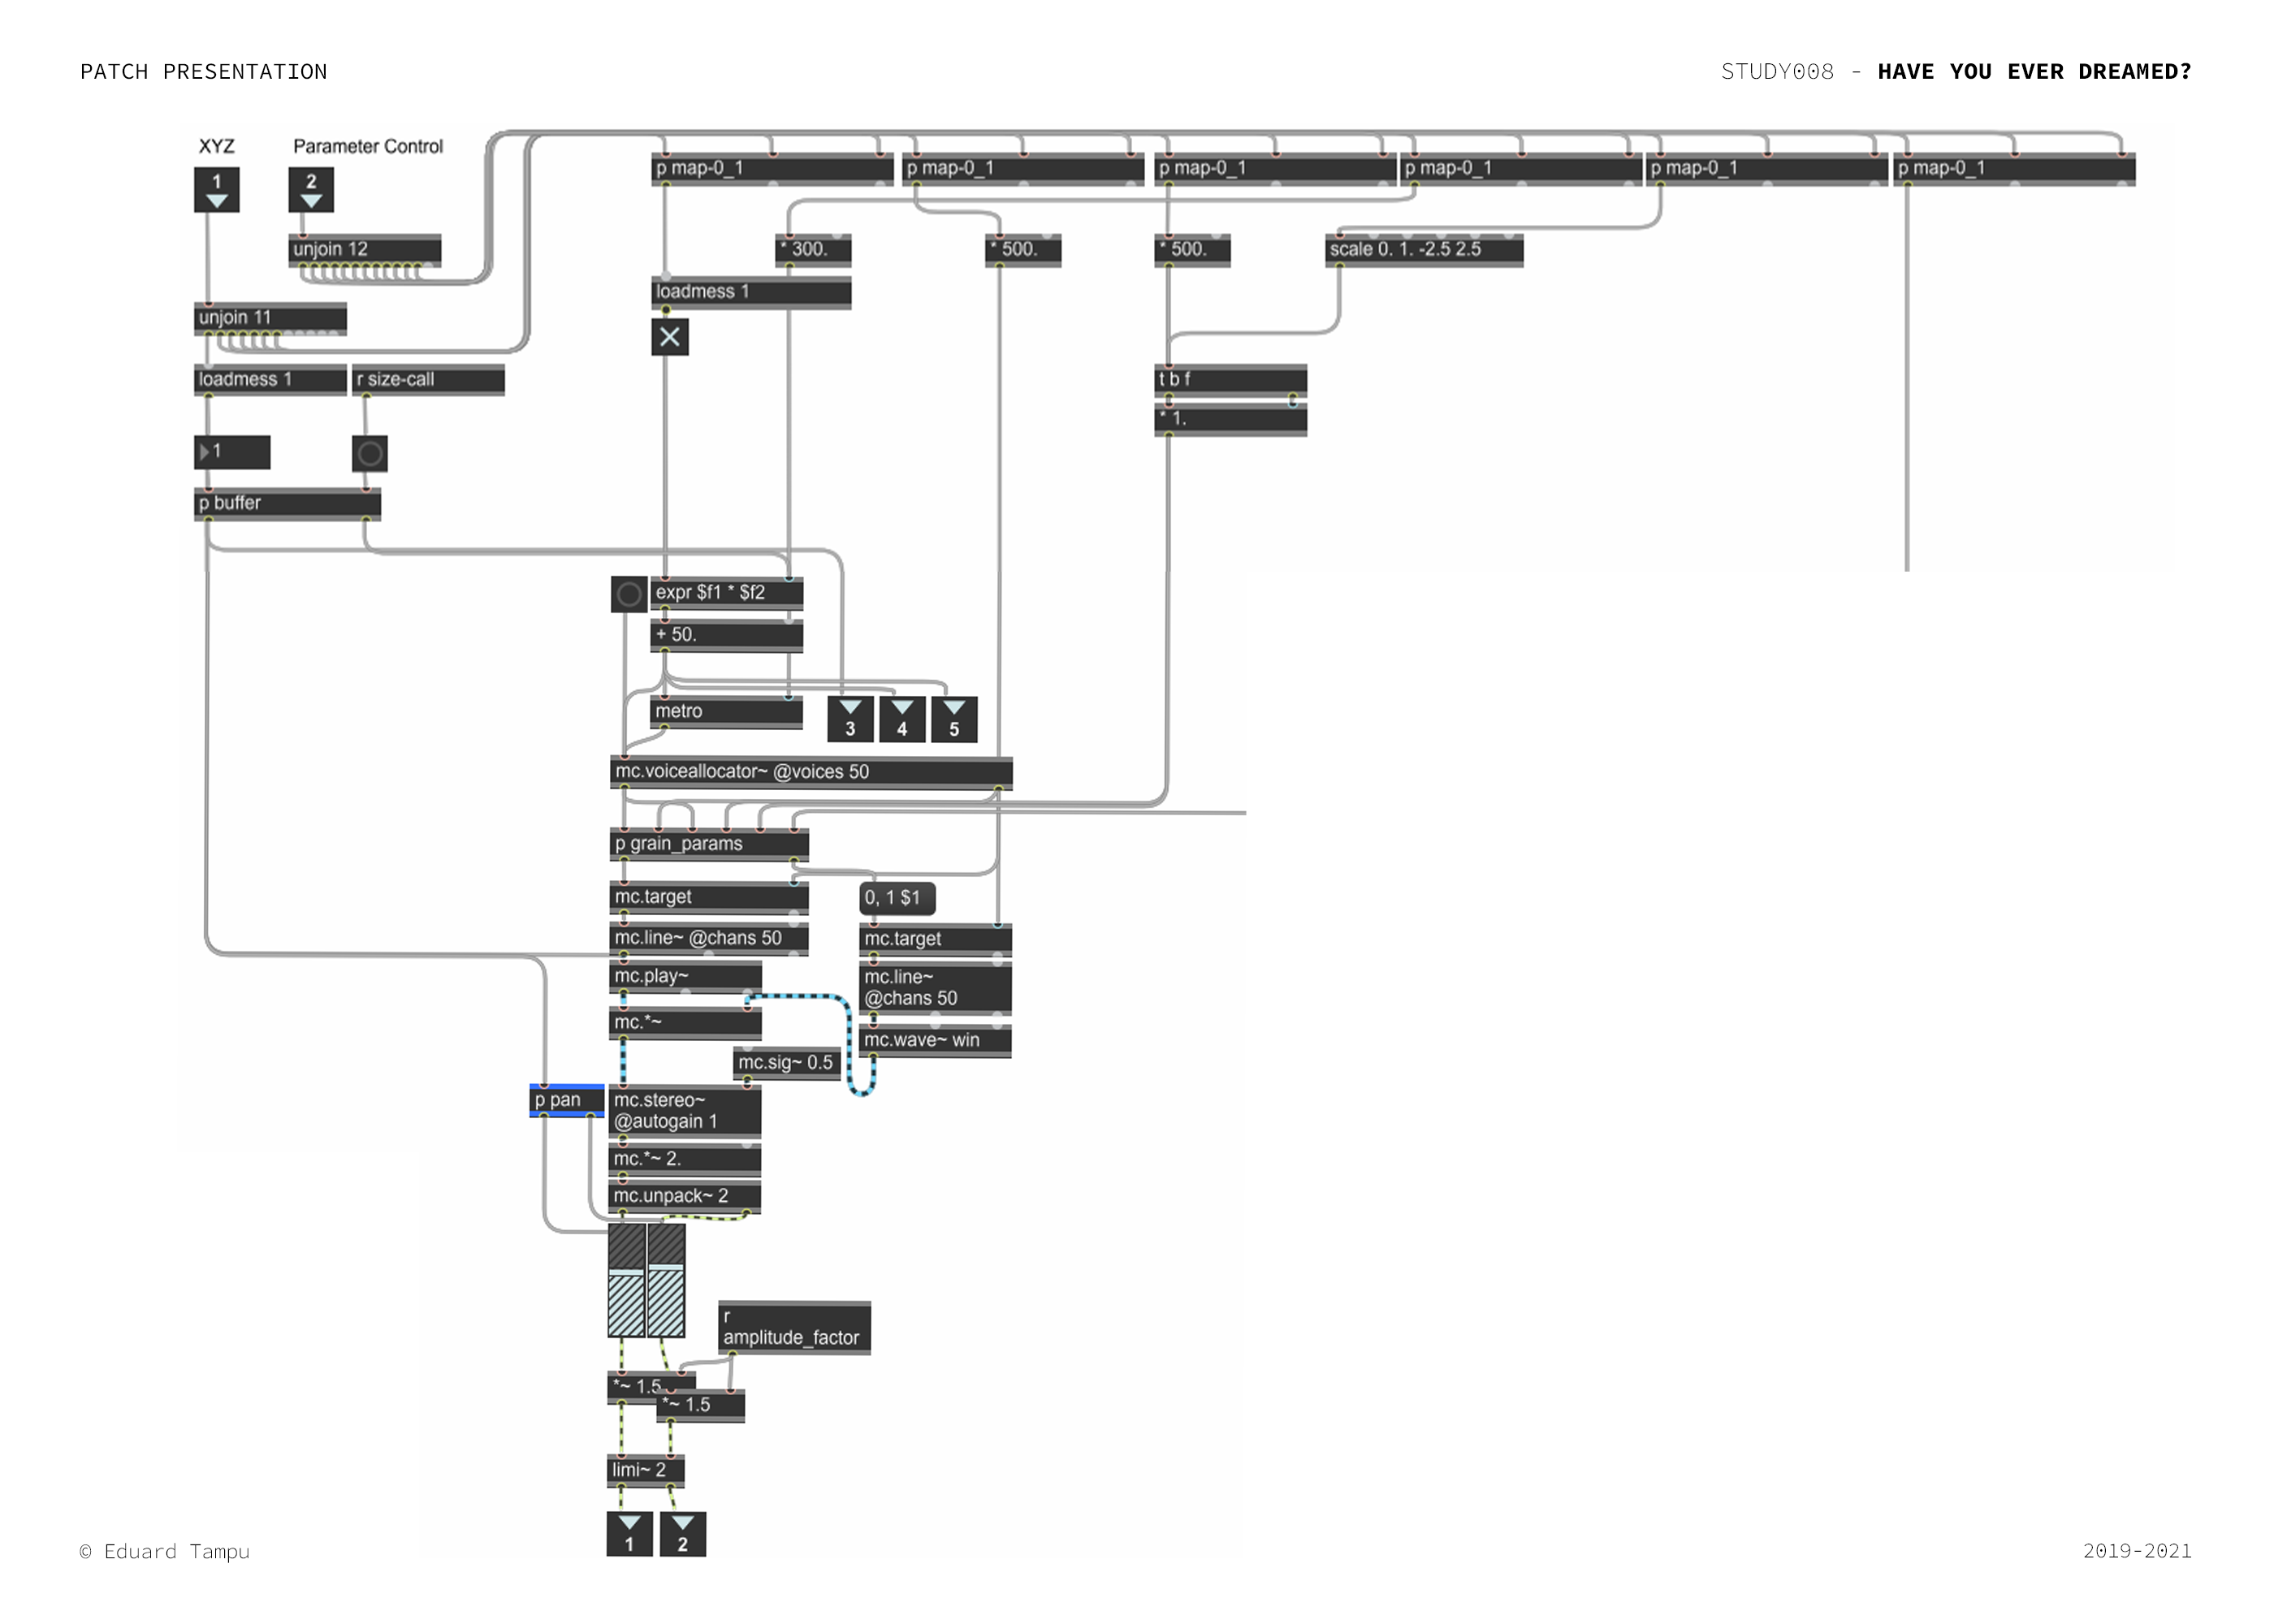 PATCH PRESENTATION
STUDY008 - HAVE YOU EVER DREAMED?
XYZ
Parameter Control
1
2
p map-0_1
p map-0_1
p map-0_1
p map-0_1
p map-0_1
p map-0_1
unjoin 12
* 300.
* 500.
* 500.
scale 0. 1. -2.5 2.5
loadmess 1
unjoin 11
loadmess 1
r size-call
t b f
* 1.
1
p buffer
expr $f1 * $f2
+ 50.
metro
3
4
5
mc.voiceallocator~ @voices 50
p grain_params
mc.target
0, 1 $1
mc.line~ @chans 50
mc.target
mc.play~
mc.line~
@chans 50
mc.*~
mc.wave~ win
mc.sig~ 0.5
p pan
mc.stereo~
@autogain 1
mc.*~ 2.
mc.unpack~ 2
r
amplitude_factor
*~ 1.5
*~ 1.5
limi~ 2
1
2
© Eduard Tampu
2019-2021